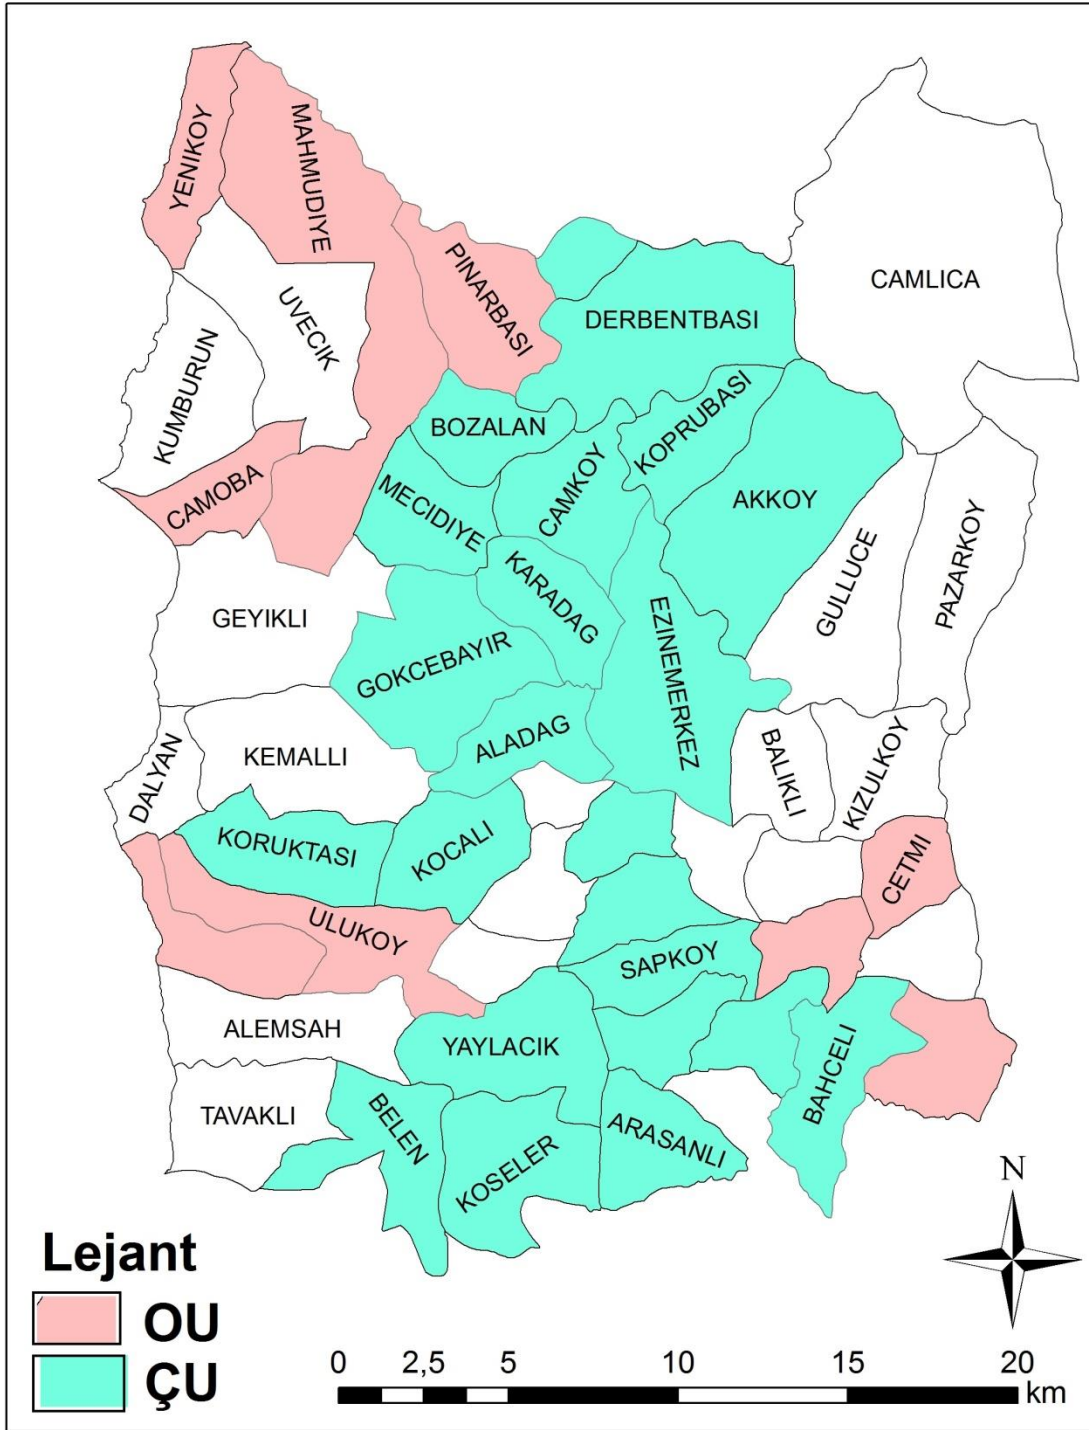 YENIKOY
MAHMUDIYE
PINARBASI
UVECIK
KUMBURUN
CAMLICA
DERBENTBASI
BOZALAN
KOPRUBASI
CAMOBA
MECIDIYE
CAMKOY
AKKOY
GULLUCE
PAZARKOY
KARADAG
GEYIKLI
GOKCEBAYIR
EZINEMERKEZ
ALADAG
DALYAN
KEMALLI
BALIKLI
KIZULKOY
KORUKTASI
KOCALI
CETMI
ULUKOY
SAPKOY
ALEMSAH
YAYLACIK
BAHCELI
TAVAKLI
BELEN
KOSELER
ARASANLI
N
Lejant
OU
ÇU
0 2,5 5 10 15 20
km